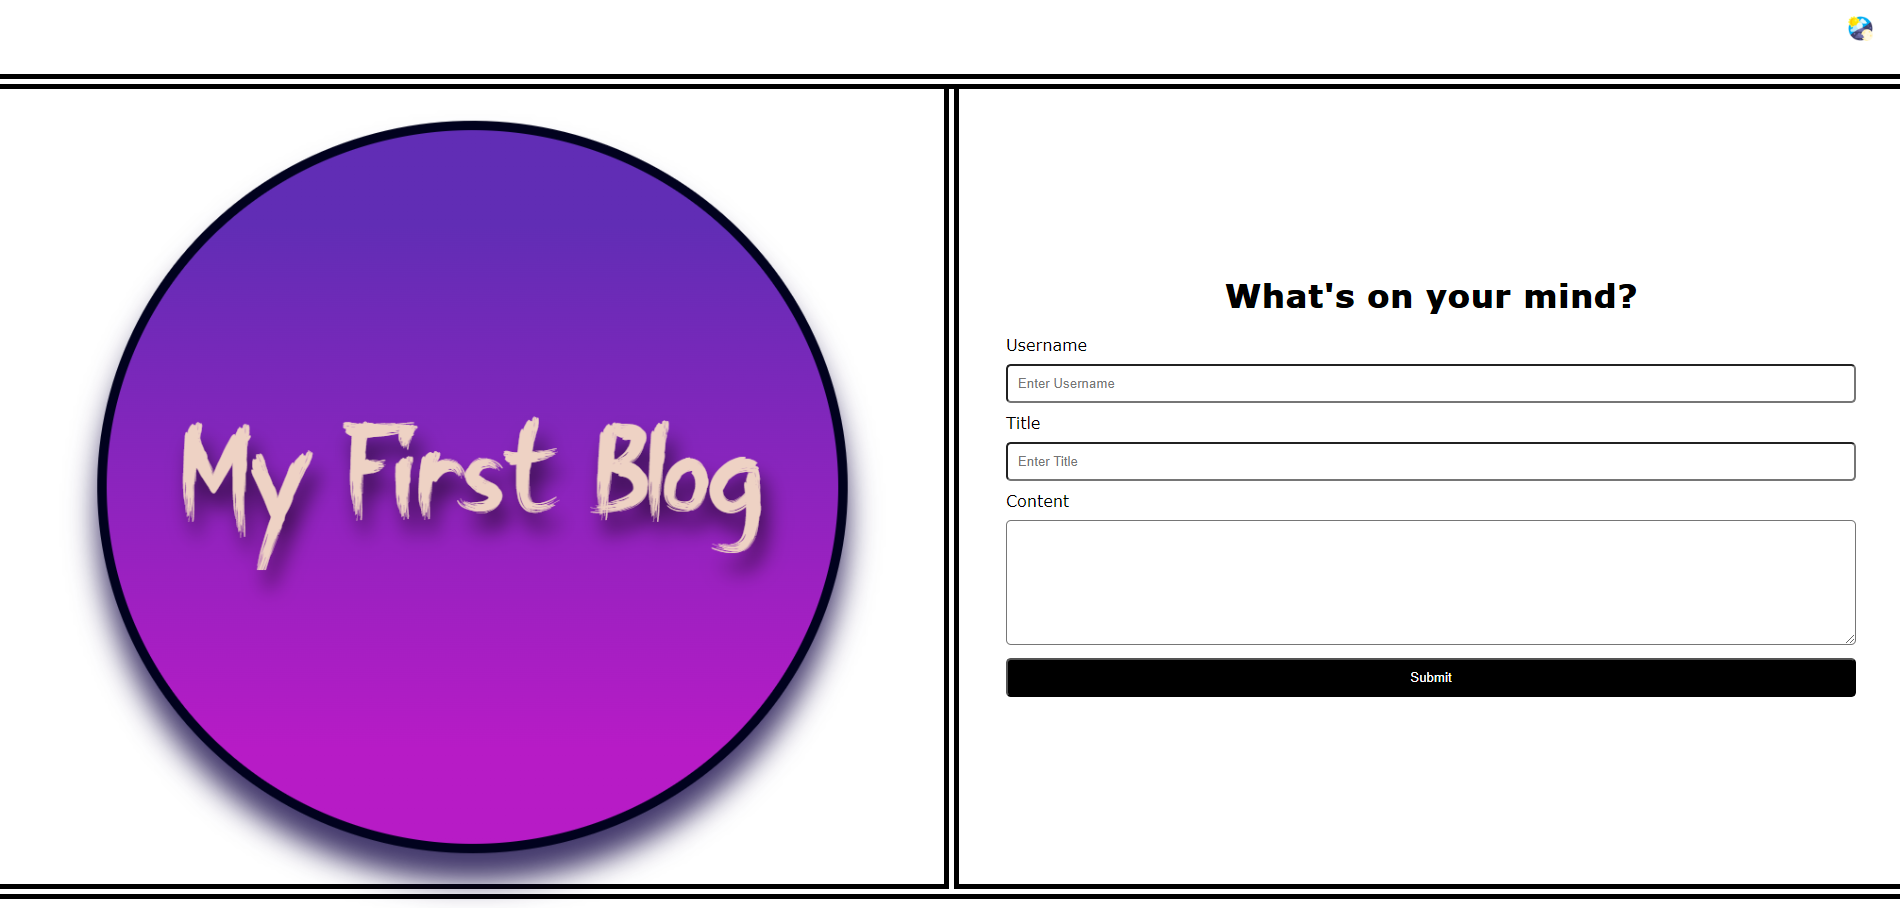 My First Blog
What's on your mind?
Username
Enter Username
Title
Enter Title
Content
Submit